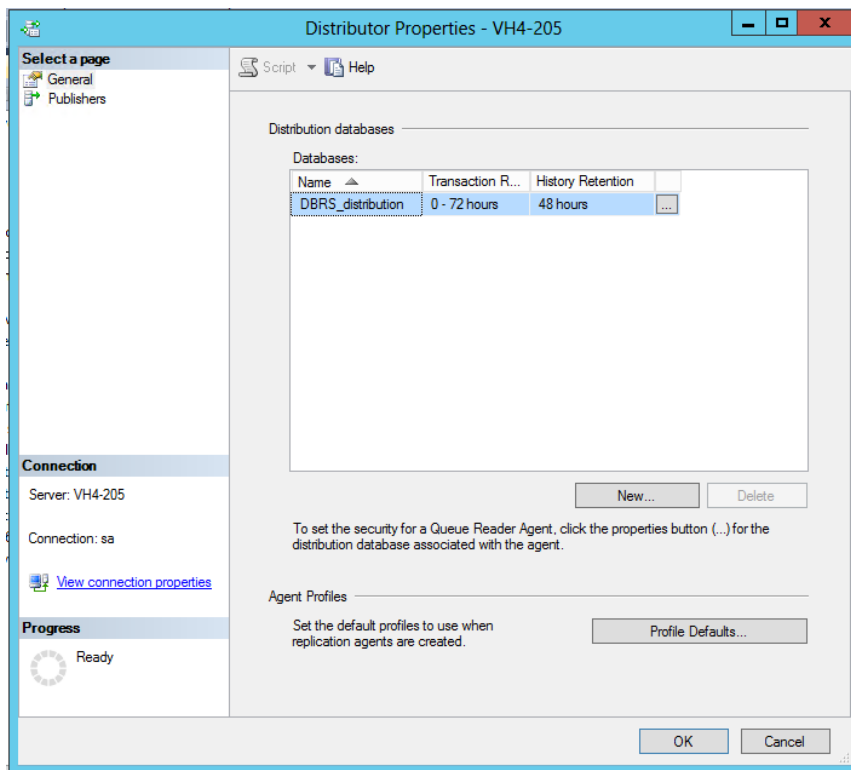 Distributor Properties - VH4-205
Select a page
General
Publishers
Script
Help
Distribution databases
Databases:
Name Transaction R... History Retention
DBRS_distribution 0 - 72 hours 48 hours ...
New... Delete
To set the security for a Queue Reader Agent, click the properties button (...) for the
distribution database associated with the agent.
Agent Profiles
Set the default profiles to use when
replication agents are created.
Profile Defaults...
Connection
Server: VH4-205
Connection: sa
View connection properties
Progress
Ready
OK Cancel